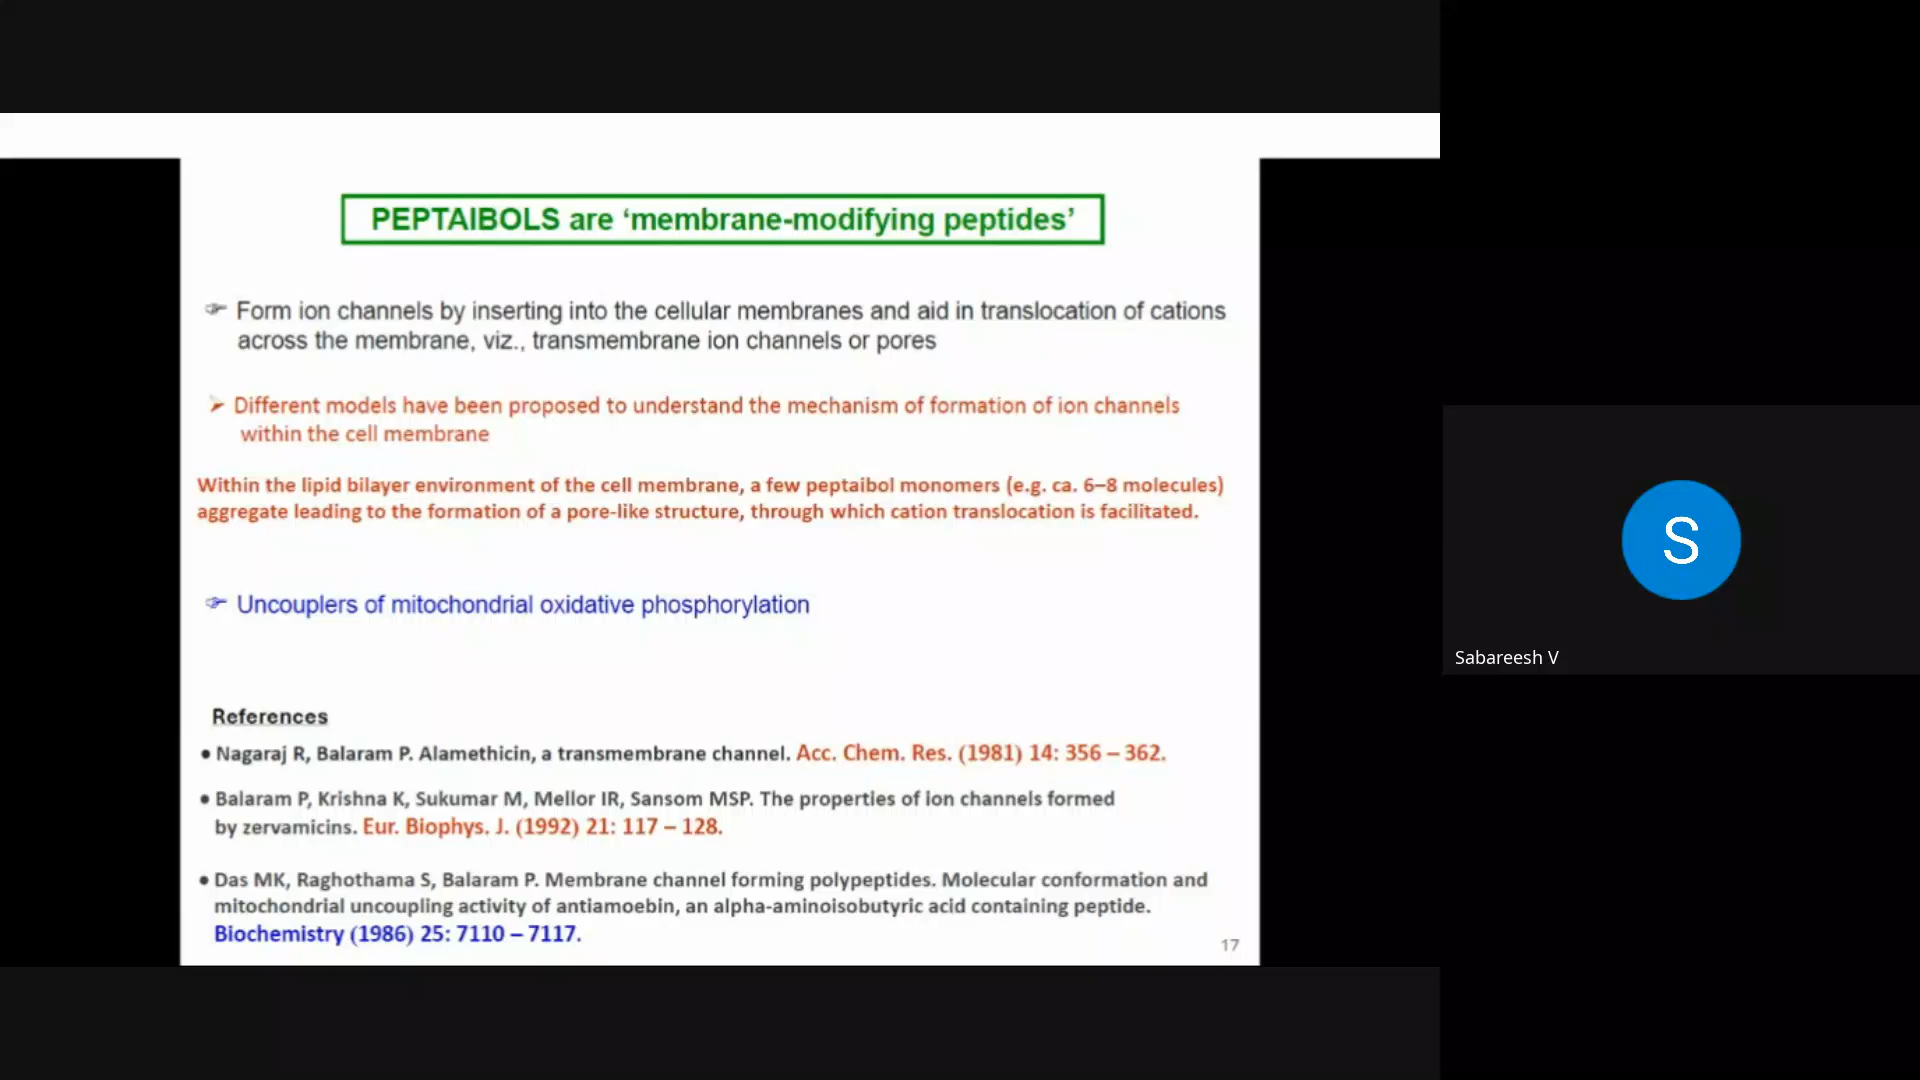 PEPTAIBOLS are ‘membrane-modifying peptides’
☞ Form ion channels by inserting into the cellular membranes and aid in translocation of cations
across the membrane, viz., transmembrane ion channels or pores
➢ Different models have been proposed to understand the mechanism of formation of ion channels
within the cell membrane
Within the lipid bilayer environment of the cell membrane, a few peptaibol monomers (e.g. ca. 6–8 molecules)
aggregate leading to the formation of a pore-like structure, through which cation translocation is facilitated.
☞ Uncouplers of mitochondrial oxidative phosphorylation
References
• Nagaraj R, Balaram P. Alamethicin, a transmembrane channel. Acc. Chem. Res. (1981) 14: 356 – 362.
• Balaram P, Krishna K, Sukumar M, Mellor IR, Sansom MSP. The properties of ion channels formed
by zervamicins. Eur. Biophys. J. (1992) 21: 117 – 128.
• Das MK, Raghothama S, Balaram P. Membrane channel forming polypeptides. Molecular conformation and
mitochondrial uncoupling activity of antiamoebin, an alpha-aminoisobutyric acid containing peptide.
Biochemistry (1986) 25: 7110 – 7117.
17
S
Sabareesh V